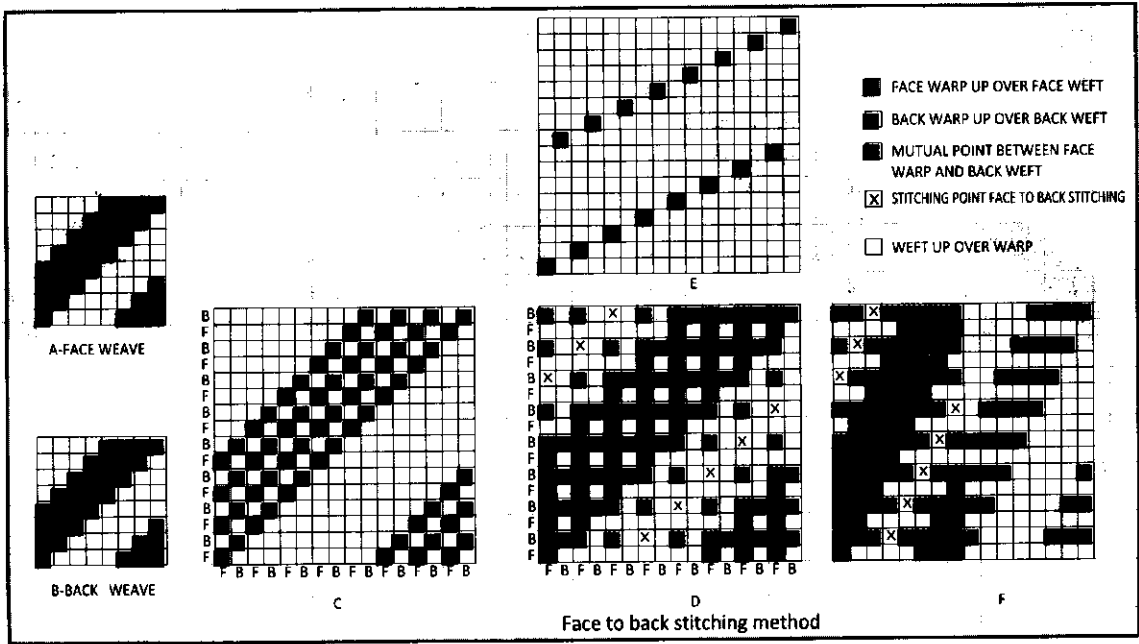 FACE WARP UP OVER FACE WEFT
BACK WARP UP OVER BACK WEFT
MUTUAL POINT BETWEEN FACE
WARP AND BACK WEFT
X STITCHING POINT FACE TO BACK STITCHING
WEFT UP OVER WARP
E
A-FACE WEAVE
B-BACK WEAVE
B
F
B
F
B
F
B
F
B
F
B
F
B
F
B
F
F B F B F B F B F B F B F B F B
C
B X
F
B X
F
B X
F
B X
F
B X
F
B X
F
B X
F
B X
F
F B F B F B F B F B F B F B F B
D
X
X
X
X
X
X
X
X
F
Face to back stitching method